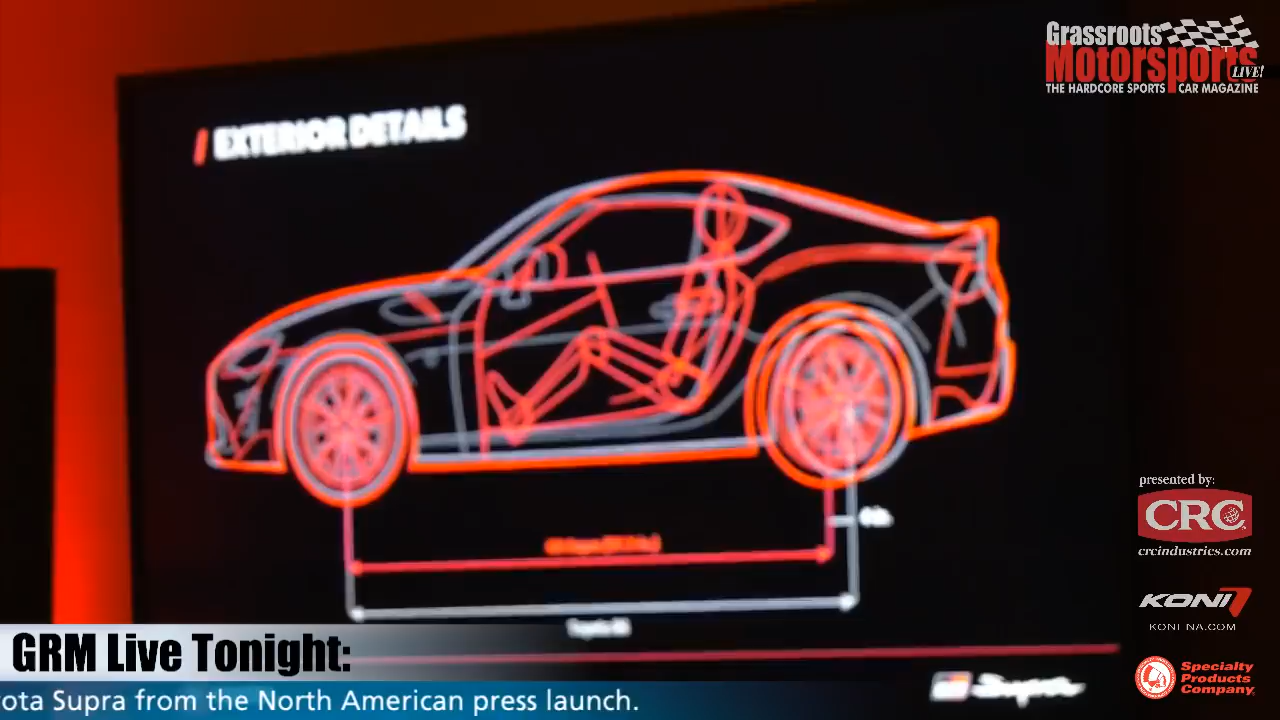 Grassroots
Motorsports
LIVE!
THE HARDCORE SPORTS CAR MAGAZINE
/ EXTERIOR DETAILS
presented by:
CRC
crcindustries.com
KONI
KONI-NA.COM
Specialty
Products
Company
Supra
GRM Live Tonight:
ota Supra from the North American press launch.